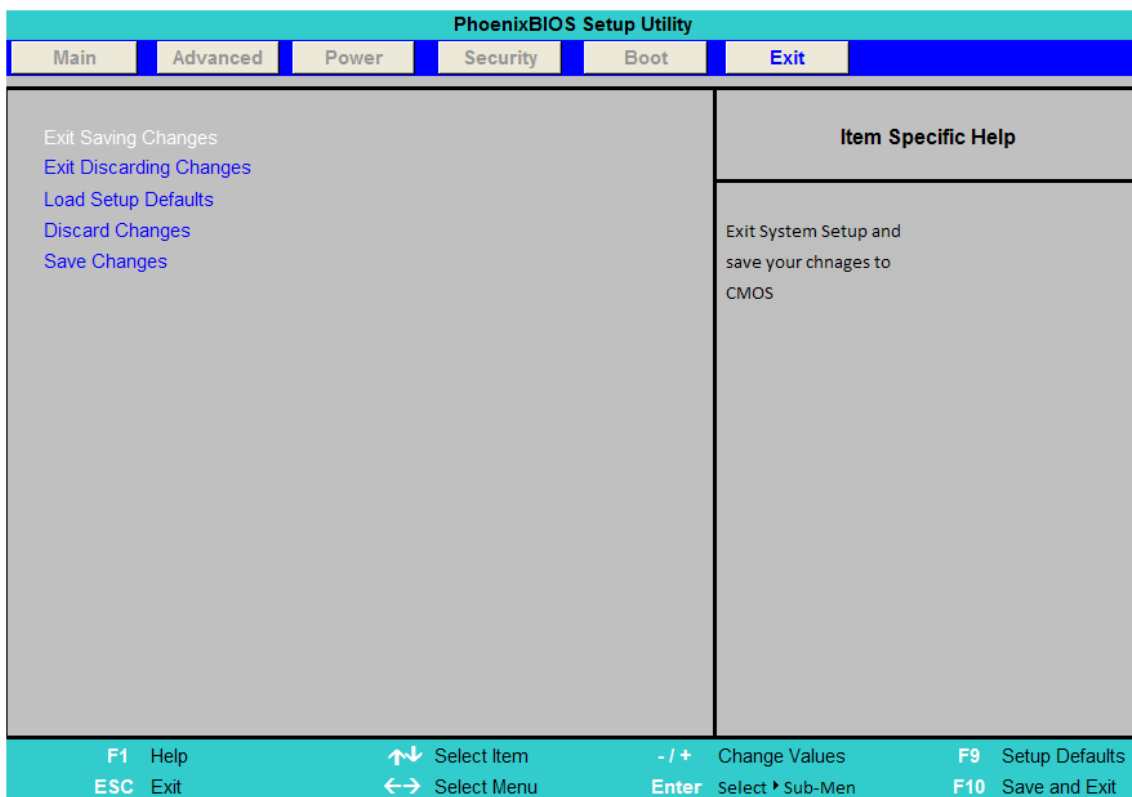 PhoenixBIOS Setup Utility
Main Advanced Power Security Boot Exit
Exit Saving Changes
Exit Discarding Changes
Load Setup Defaults
Discard Changes
Save Changes
Item Specific Help
Exit System Setup and
save your chnages to
CMOS
F1 Help ↑↓ Select Item - / + Change Values F9 Setup Defaults
ESC Exit ←→ Select Menu Enter Select ▸ Sub-Men F10 Save and Exit